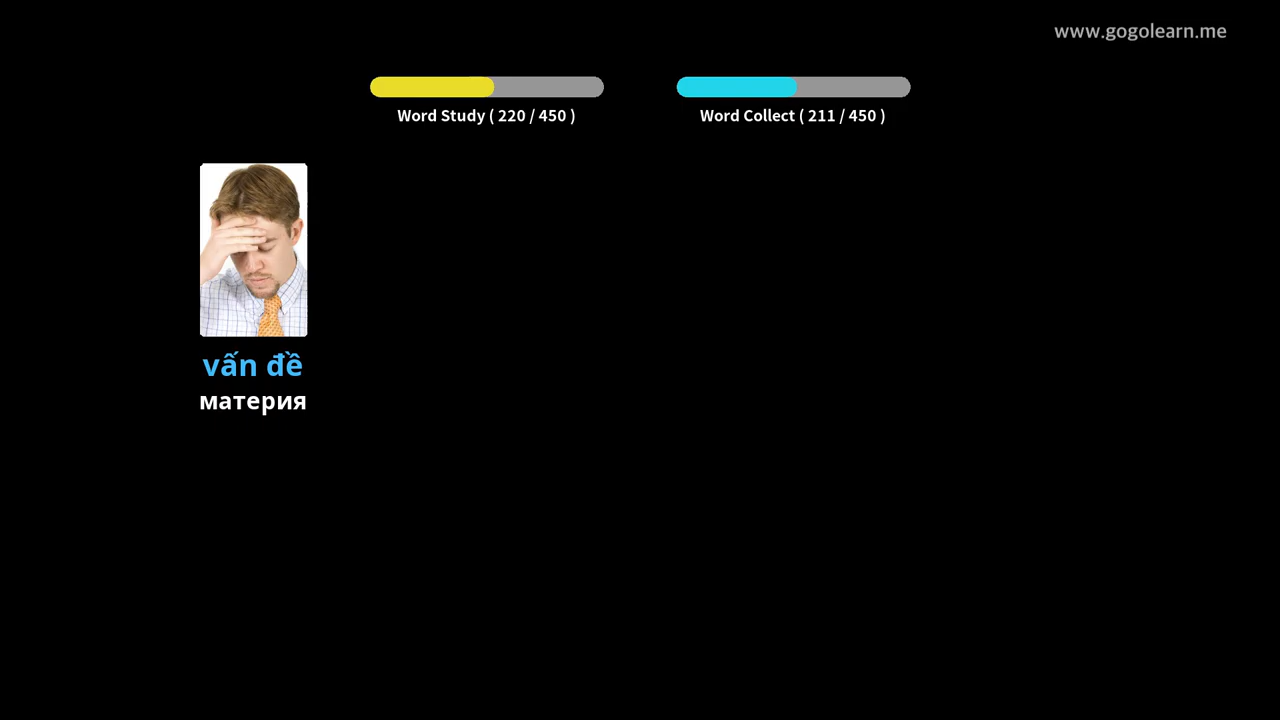 www.gogolearn.me
Word Study ( 220 / 450 )
Word Collect ( 211 / 450 )
vấn đề
материя